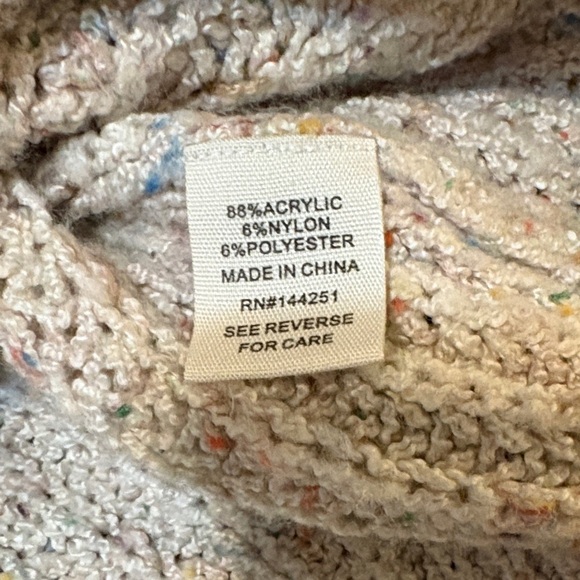 88%ACRYLIC
6%NYLON
6%POLYESTER
MADE IN CHINA
RN#144251
SEE REVERSE
FOR CARE